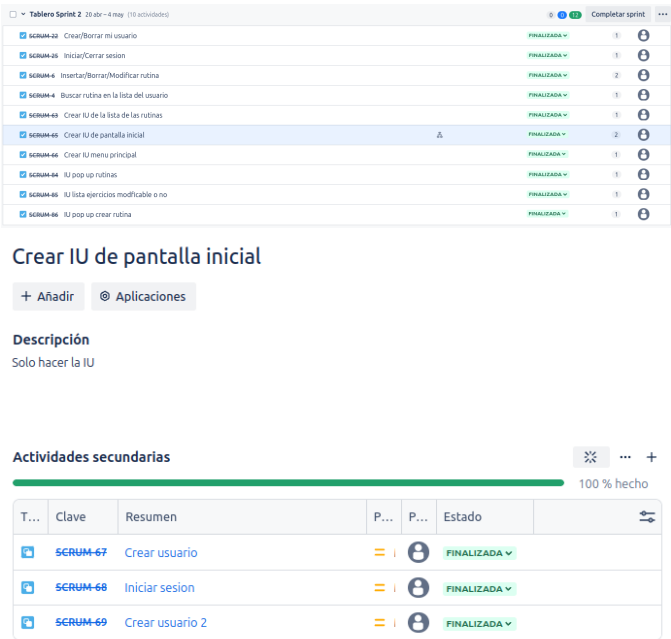 Tablero Sprint 2 20 abr – 4 may (10 actividades) 0 0 12 Completar sprint
SCRUM-22 Crear/Borrar mi usuario FINALIZADA 1
SCRUM-25 Iniciar/Cerrar sesion FINALIZADA 1
SCRUM-6 Insertar/Borrar/Modificar rutina FINALIZADA 2
SCRUM-4 Buscar rutina en la lista del usuario FINALIZADA 1
SCRUM-63 Crear IU de la lista de las rutinas FINALIZADA 1
SCRUM-65 Crear IU de pantalla inicial FINALIZADA 2
SCRUM-66 Crear IU menu principal FINALIZADA 1
SCRUM-84 IU pop up rutinas FINALIZADA 1
SCRUM-85 IU lista ejercicios modficable o no FINALIZADA 1
SCRUM-86 IU pop up crear rutina FINALIZADA 1
Crear IU de pantalla inicial
+ Añadir Aplicaciones
Descripción
Solo hacer la IU
Actividades secundarias
100 % hecho
T... Clave Resumen P... P... Estado
SCRUM-67 Crear usuario FINALIZADA
SCRUM-68 Iniciar sesion FINALIZADA
SCRUM-69 Crear usuario 2 FINALIZADA